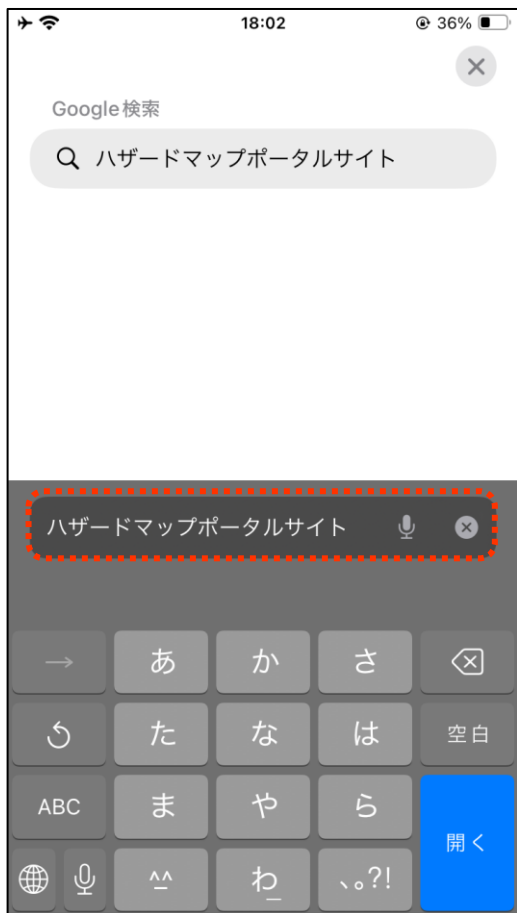 18:02
36%
Google検索
ハザードマップポータルサイト
ハザードマップポータルサイト
→ あ か さ
た な は 空白
ABC ま や ら
開く
^^ わ_ 、。?!